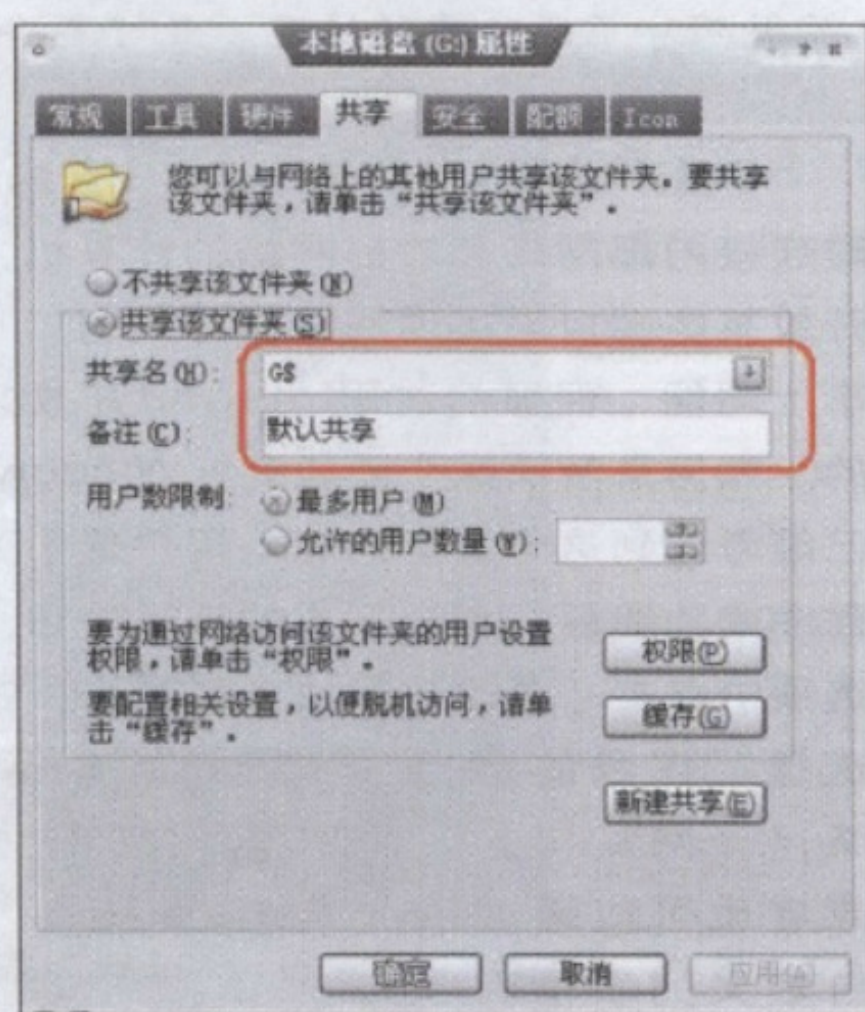 本地磁盘 (G:) 属性
常规 工具 硬件 共享 安全 配额 Icon
您可以与网络上的其他用户共享该文件夹。要共享
该文件夹，请单击“共享该文件夹”。
不共享该文件夹(N)
共享该文件夹(S)
共享名(H): G$
备注(C): 默认共享
用户数限制: 最多用户(M)
允许的用户数量(W):
要为通过网络访问该文件夹的用户设置
权限，请单击“权限”。
权限(P)
要配置相关设置，以便脱机访问，请单
击“缓存”。
缓存(G)
新建共享(E)
确定 取消 应用(A)